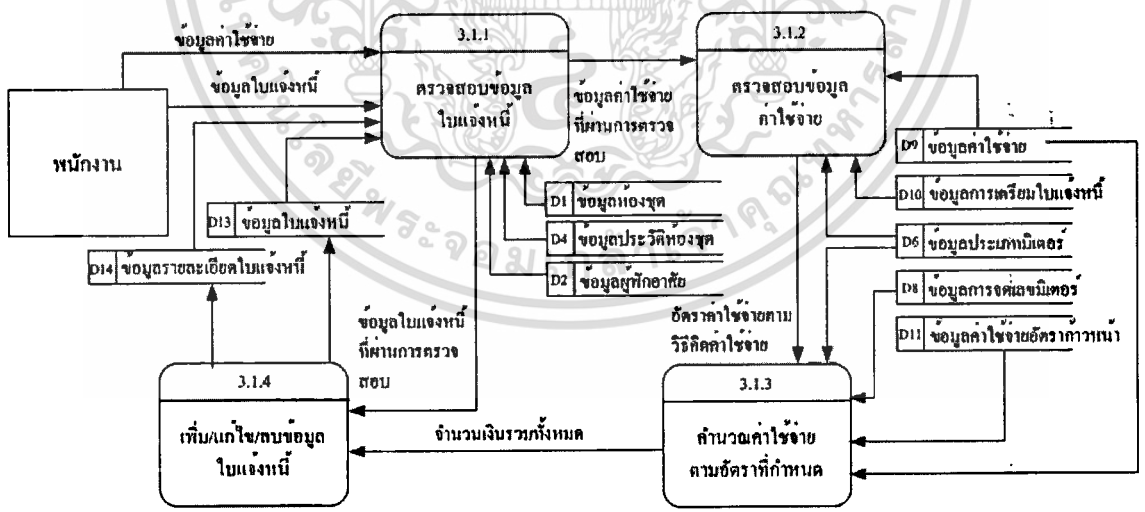 ข้อมูลค่าใช้จ่าย
ข้อมูลใบแจ้งหนี้
พนักงาน
3.1.1
ตรวจสอบข้อมูล
ใบแจ้งหนี้
ข้อมูลค่าใช้จ่าย
ที่ผ่านการตรวจ
สอบ
3.1.2
ตรวจสอบข้อมูล
ค่าใช้จ่าย
D9 ข้อมูลค่าใช้จ่าย
D10 ข้อมูลการเตรียมใบแจ้งหนี้
D6 ข้อมูลประเภทมิเตอร์
D8 ข้อมูลการจดเลขมิเตอร์
D11 ข้อมูลค่าใช้จ่ายอัตราก้าวหน้า
D1 ข้อมูลห้องชุด
D4 ข้อมูลประวัติห้องชุด
D2 ข้อมูลผู้พักอาศัย
D13 ข้อมูลใบแจ้งหนี้
D14 ข้อมูลรายละเอียดใบแจ้งหนี้
ข้อมูลใบแจ้งหนี้
ที่ผ่านการตรวจ
สอบ
อัตราค่าใช้จ่ายตาม
วิธีคิดค่าใช้จ่าย
3.1.4
เพิ่ม/แก้ไข/ลบข้อมูล
ใบแจ้งหนี้
จำนวนเงินรวมทั้งหมด
3.1.3
คำนวณค่าใช้จ่าย
ตามอัตราที่กำหนด